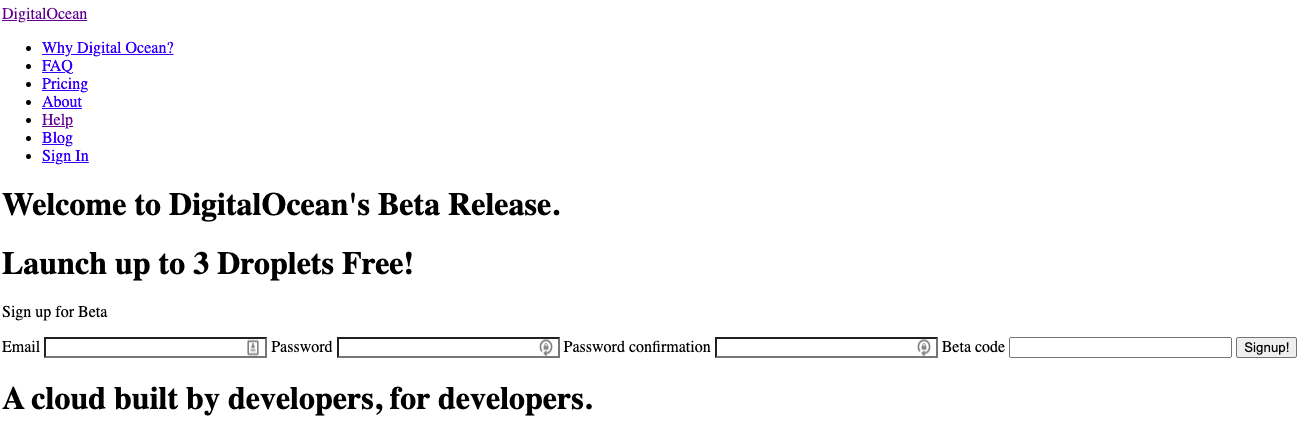 DigitalOcean
Why Digital Ocean?
FAQ
Pricing
About
Help
Blog
Sign In
Welcome to DigitalOcean's Beta Release.
Launch up to 3 Droplets Free!
Sign up for Beta
Email Password Password confirmation Beta code Signup!
A cloud built by developers, for developers.